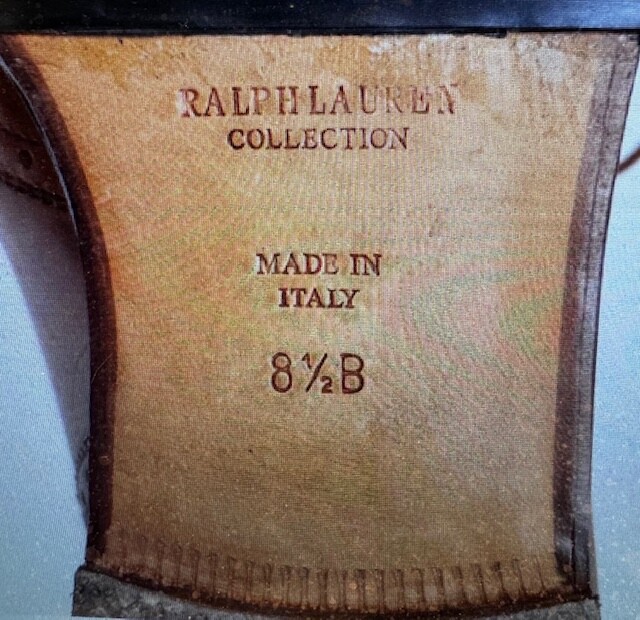 RALPH LAUREN
COLLECTION
MADE IN
ITALY
8½B